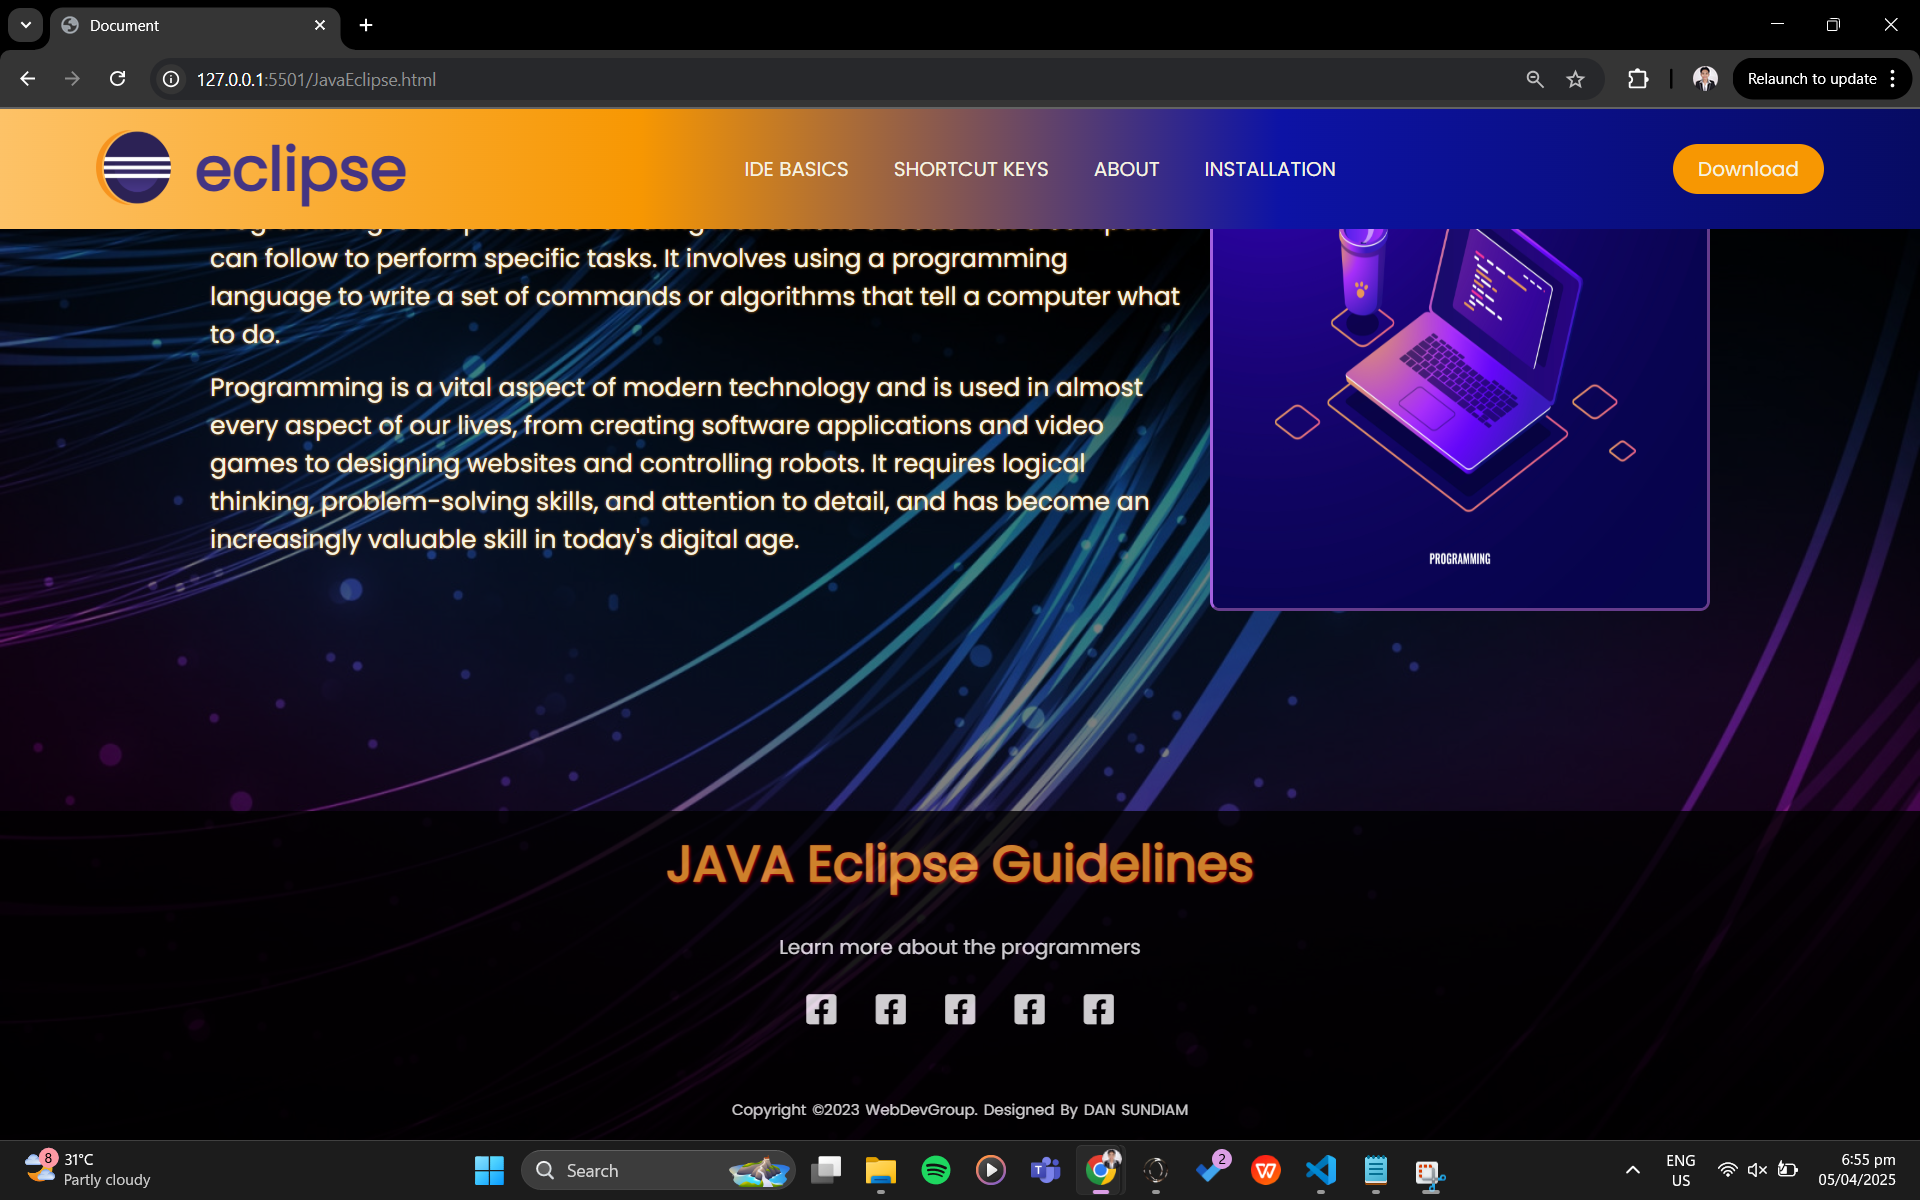 Document
127.0.0.1:5501/JavaEclipse.html
Relaunch to update
eclipse
IDE BASICS
SHORTCUT KEYS
ABOUT
INSTALLATION
Download
can follow to perform specific tasks. It involves using a programming
language to write a set of commands or algorithms that tell a computer what
to do.
Programming is a vital aspect of modern technology and is used in almost
every aspect of our lives, from creating software applications and video
games to designing websites and controlling robots. It requires logical
thinking, problem-solving skills, and attention to detail, and has become an
increasingly valuable skill in today's digital age.
PROGRAMMING
JAVA Eclipse Guidelines
Learn more about the programmers
Copyright ©2023 WebDevGroup. Designed By DAN SUNDIAM
8
31°C
Partly cloudy
Search
2
ENG
US
6:55 pm
05/04/2025